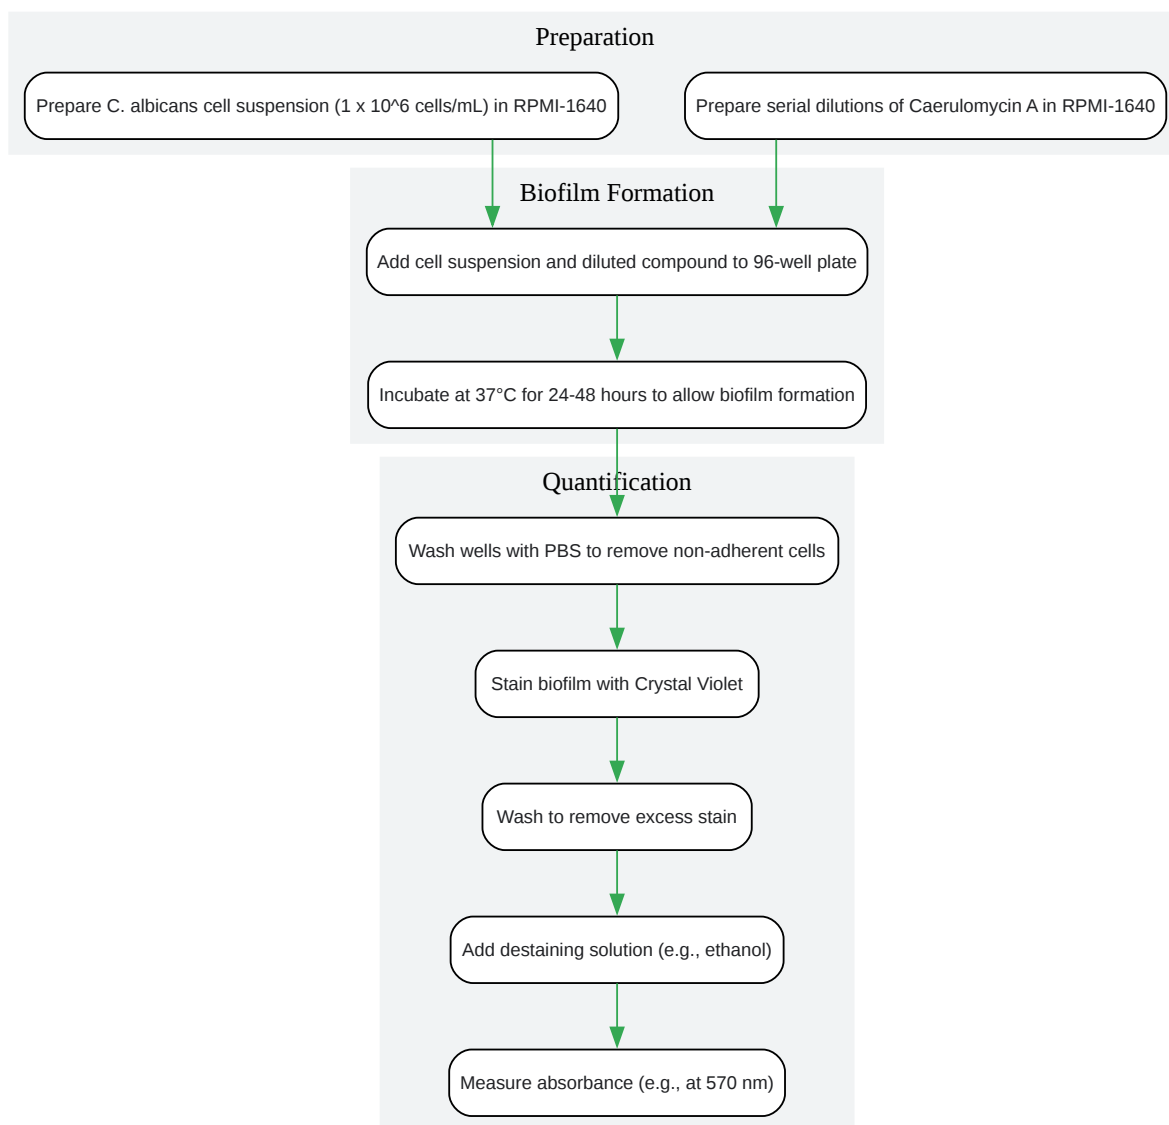 Preparation
Prepare C. albicans cell suspension (1 x 10^6 cells/mL) in RPMI-1640
Prepare serial dilutions of Caerulomycin A in RPMI-1640
Biofilm Formation
Add cell suspension and diluted compound to 96-well plate
Incubate at 37°C for 24-48 hours to allow biofilm formation
Quantification
Wash wells with PBS to remove non-adherent cells
Stain biofilm with Crystal Violet
Wash to remove excess stain
Add destaining solution (e.g., ethanol)
Measure absorbance (e.g., at 570 nm)